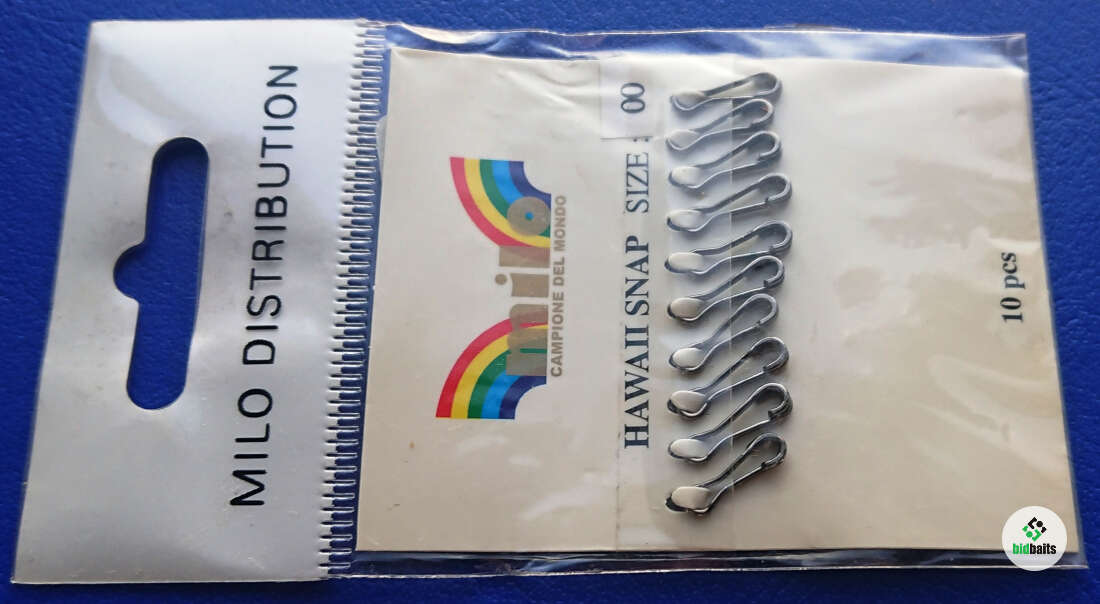 MILO DISTRIBUTION
milo
CAMPIONE DEL MONDO
HAWAII SNAP SIZE : 00
10 pcs
bidbaits